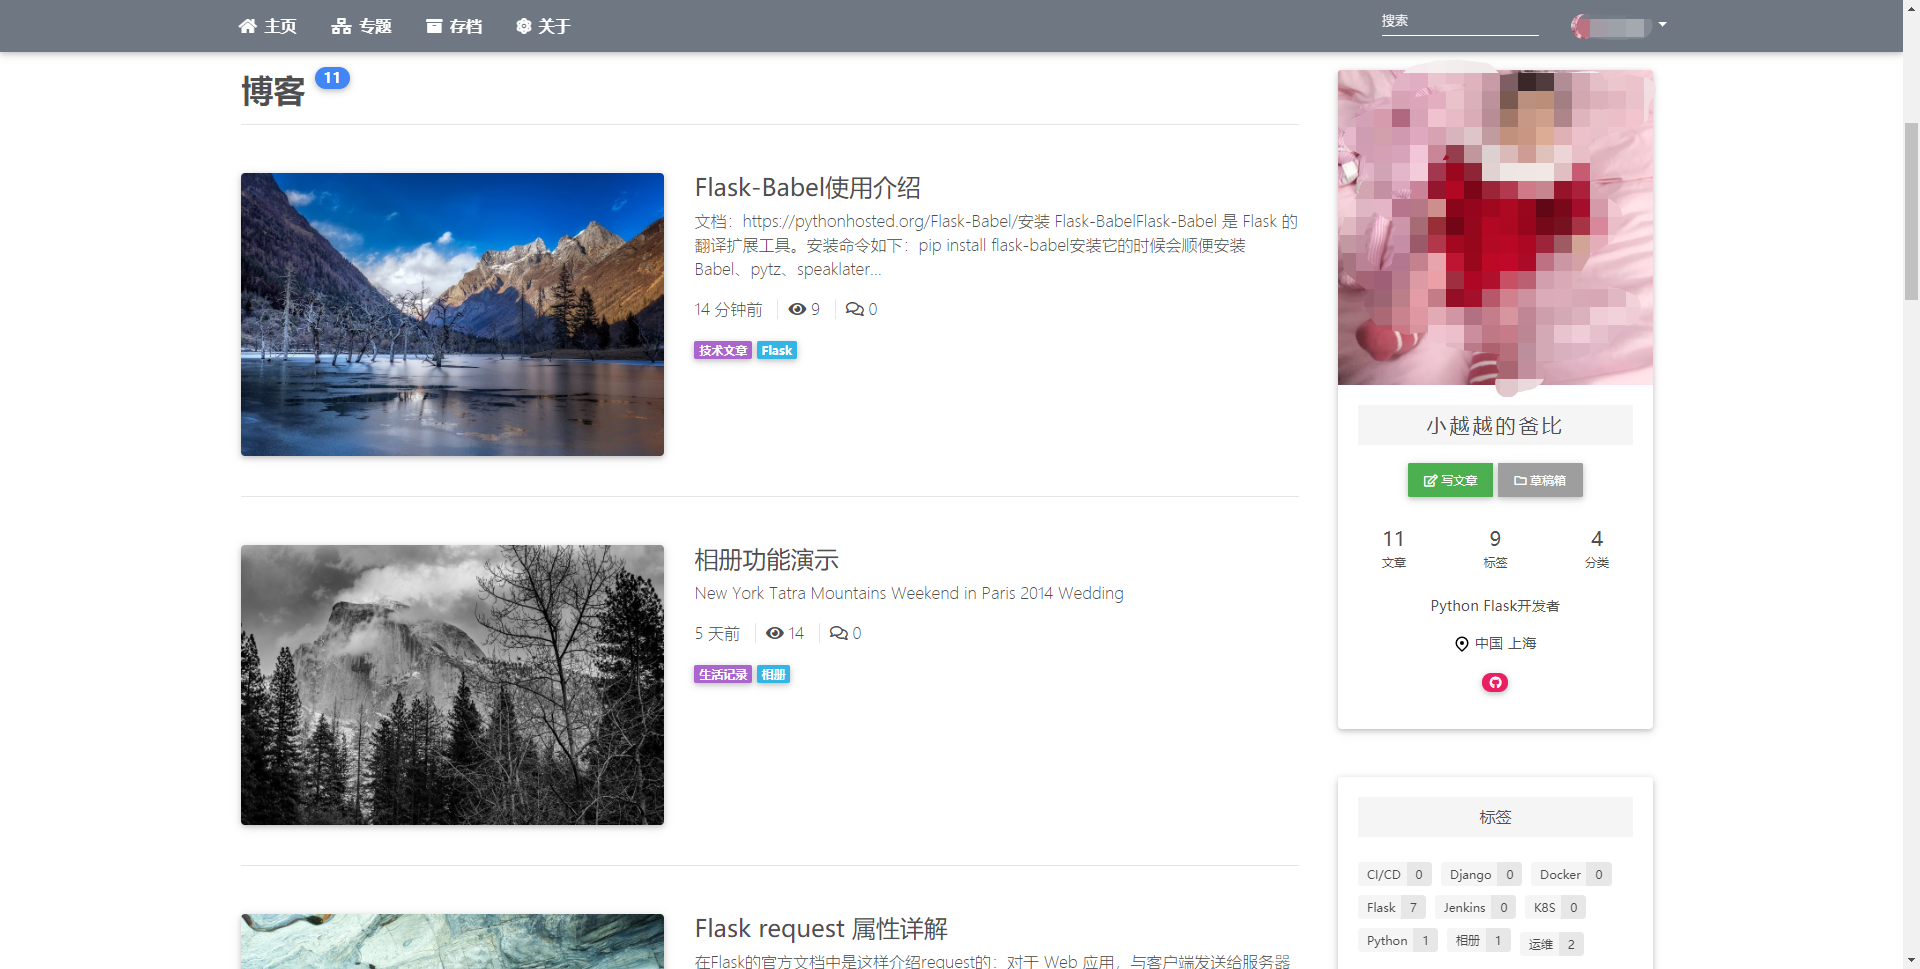 主页 专题 存档 关于 搜索
博客 11
Flask-Babel使用介绍
文档：https://pythonhosted.org/Flask-Babel/安装 Flask-BabelFlask-Babel 是 Flask 的
翻译扩展工具。安装命令如下：pip install flask-babel安装它的时候会顺便安装
Babel、pytz、speaklater...
14 分钟前 9 0
技术文章 Flask
相册功能演示
New York Tatra Mountains Weekend in Paris 2014 Wedding
5 天前 14 0
生活记录 相册
Flask request 属性详解
在Flask的官方文档中是这样介绍request的：对于 Web 应用，与客户端发送给服务器
小越越的爸比
写文章 草稿箱
11 9 4
文章 标签 分类
Python Flask开发者
中国 上海
标签
CI/CD 0 Django 0 Docker 0
Flask 7 Jenkins 0 K8S 0
Python 1 相册 1 运维 2